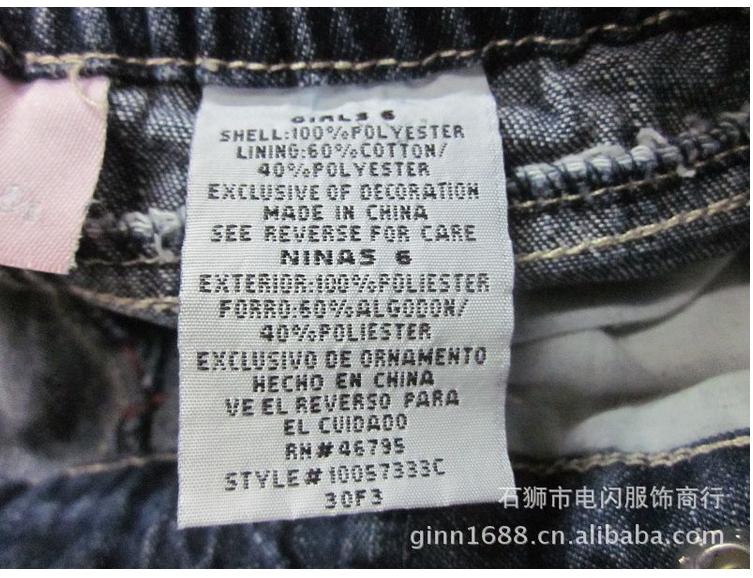 GIRLS 6
SHELL:100%POLYESTER
LINING:60%COTTON/
40%POLYESTER
EXCLUSIVE OF DECORATION
MADE IN CHINA
SEE REVERSE FOR CARE
NINAS 6
EXTERIOR:100%POLIESTER
FORRO:60%ALGODON/
40%POLIESTER
EXCLUSIVO DE ORNAMENTO
HECHO EN CHINA
VE EL REVERSO PARA
EL CUIDADO
RN#46795
STYLE#10057333C
30F3
石狮市电闪服饰商行
ginn1688.cn.alibaba.com